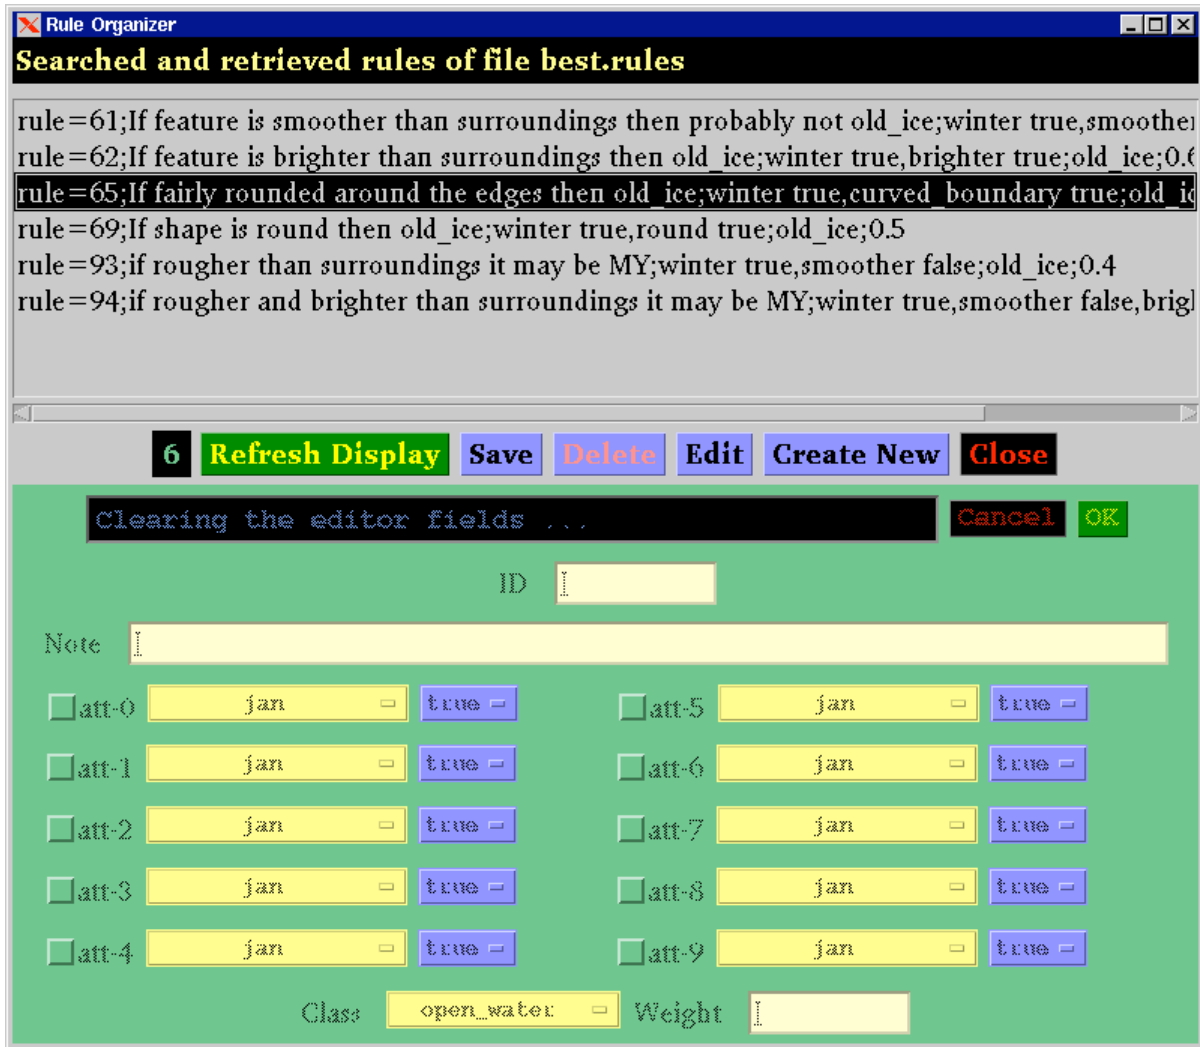 Rule Organizer
Searched and retrieved rules of file best.rules
rule=61;If feature is smoother than surroundings then probably not old_ice;winter true,smoother
rule=62;If feature is brighter than surroundings then old_ice;winter true,brighter true;old_ice;0.6
rule=65;If fairly rounded around the edges then old_ice;winter true,curved_boundary true;old_ic
rule=69;If shape is round then old_ice;winter true,round true;old_ice;0.5
rule=93;if rougher than surroundings it may be MY;winter true,smoother false;old_ice;0.4
rule=94;if rougher and brighter than surroundings it may be MY;winter true,smoother false,brigh
6 Refresh Display Save Delete Edit Create New Close
Clearing the editor fields ... Cancel OK
ID
Note
att-0 jan true att-5 jan true
att-1 jan true att-6 jan true
att-2 jan true att-7 jan true
att-3 jan true att-8 jan true
att-4 jan true att-9 jan true
Class open_water Weight